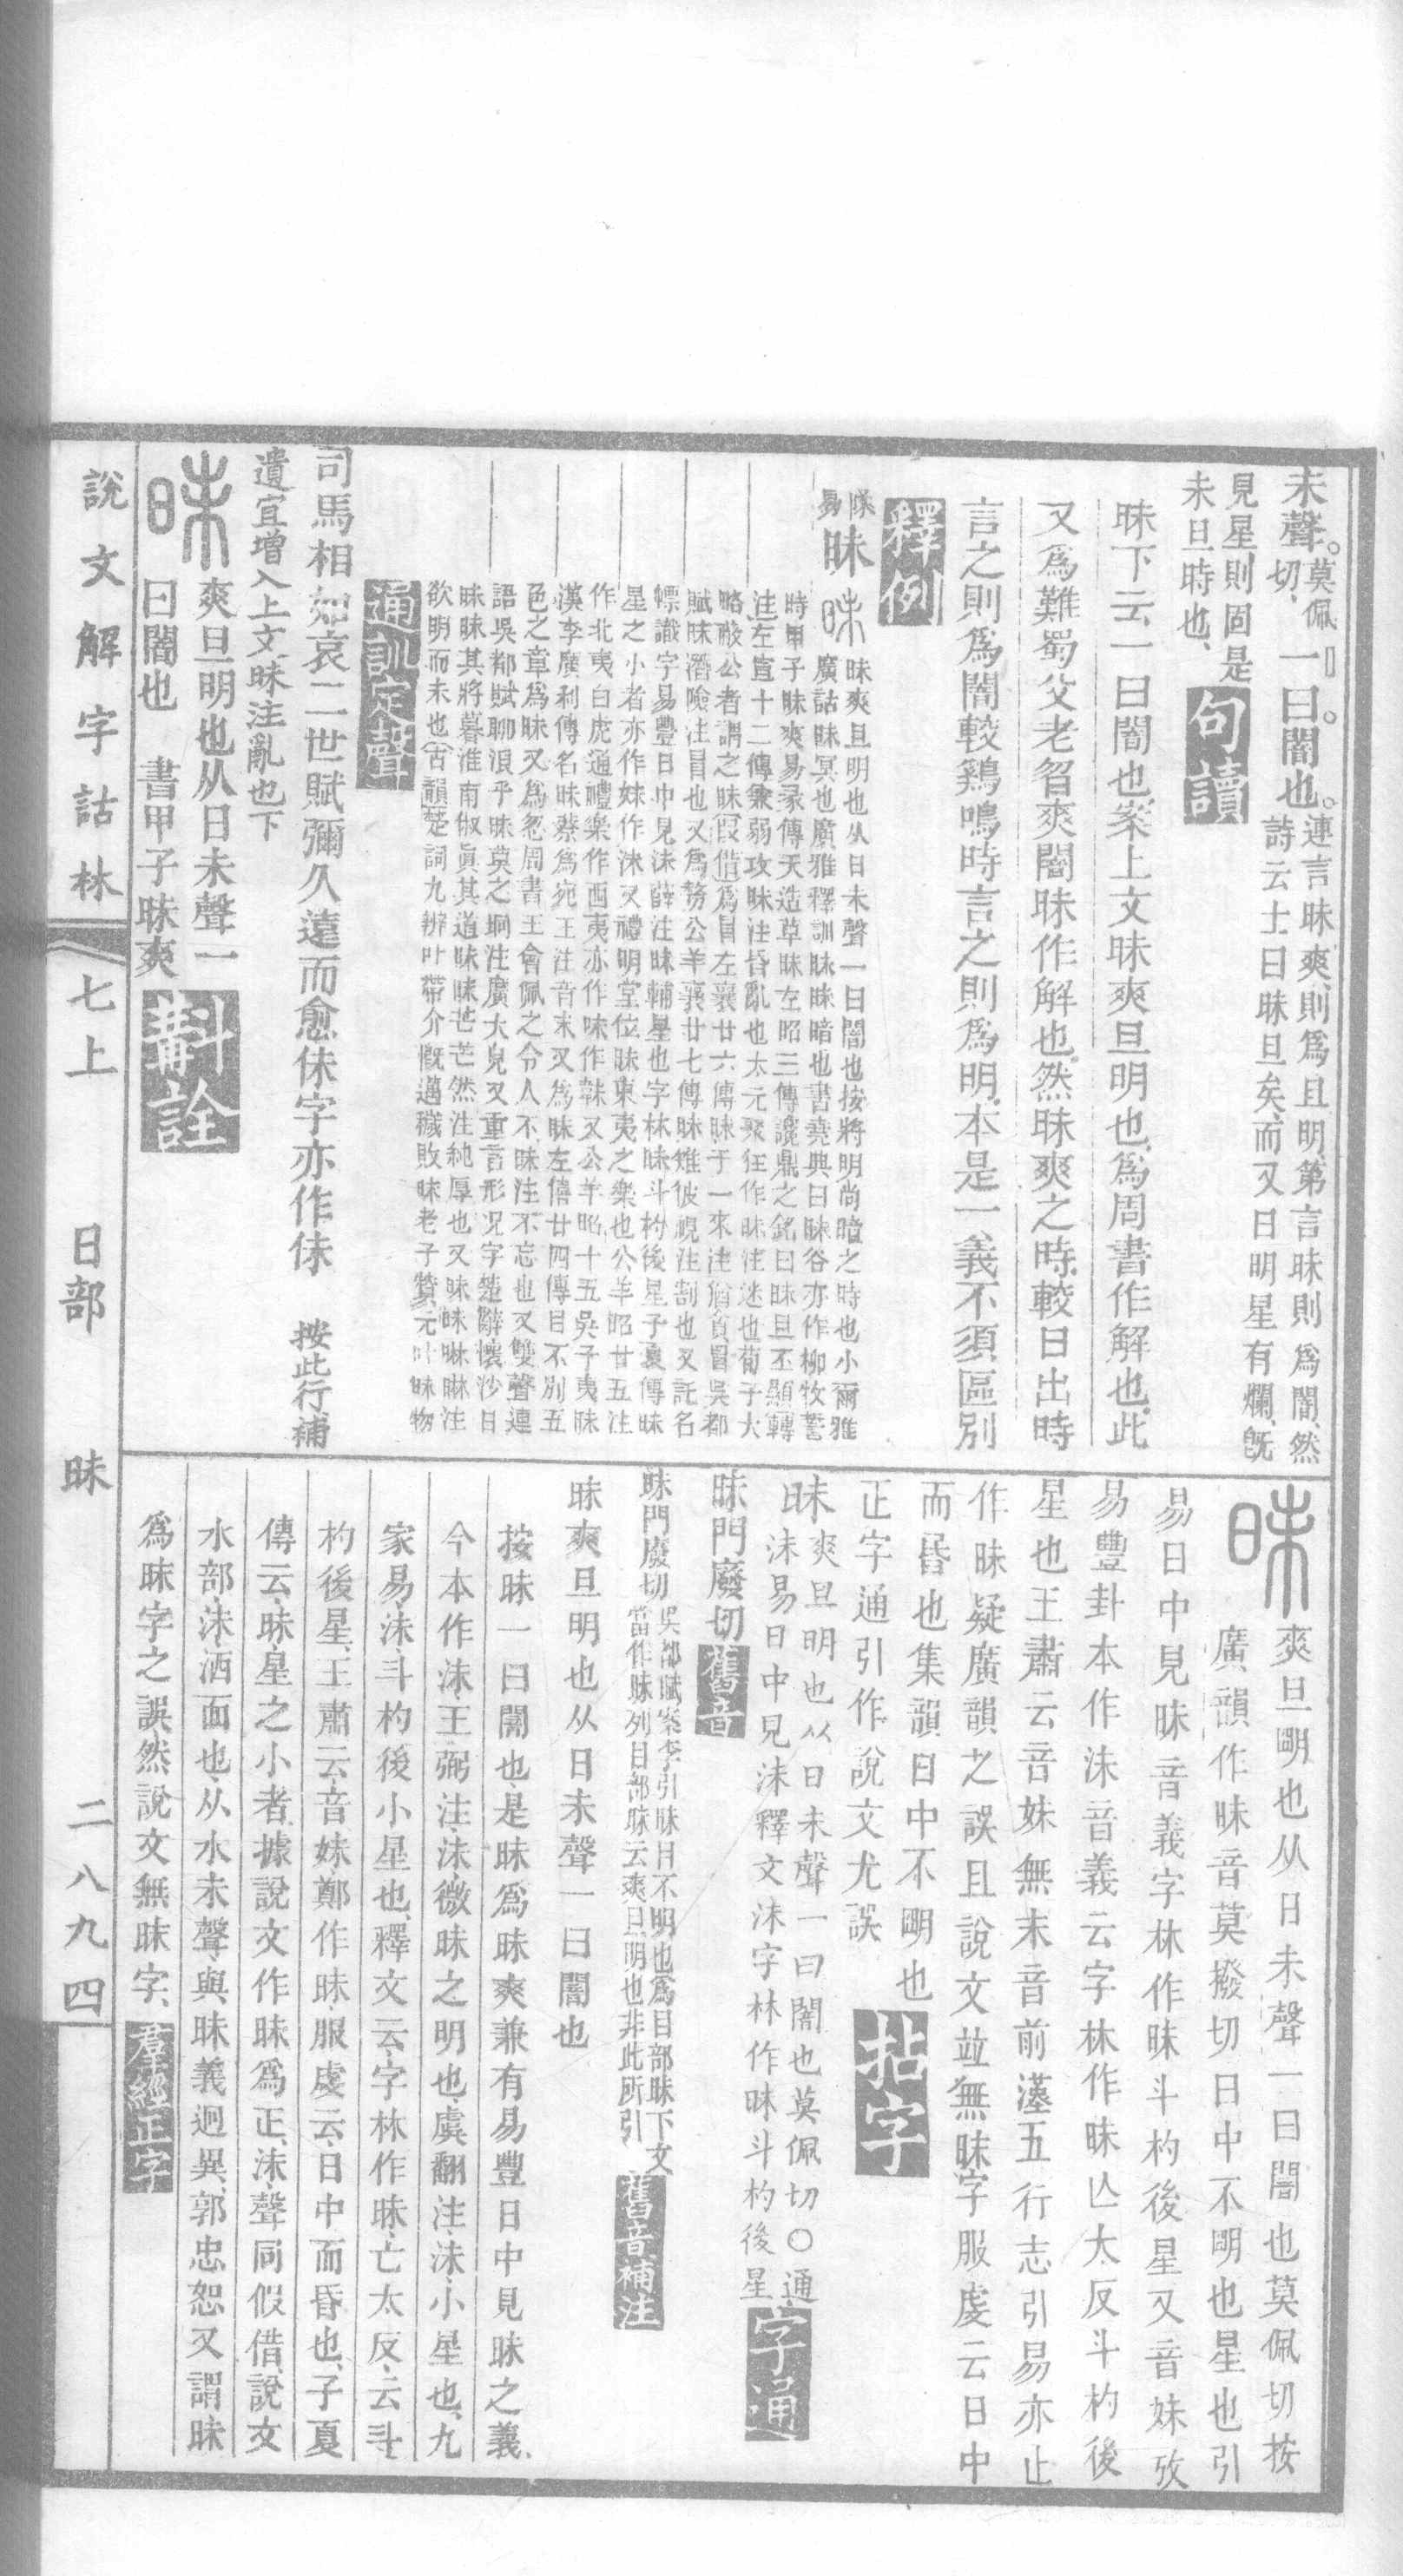 未聲。莫佩切、一曰。闇也。連言昧爽、則爲且明、第言昧則爲闇、然詩云士曰昧旦矣、而又曰明星有爛、旣
見星則固是未旦時也、句讀
昧下云一曰闇也案上文昧爽旦明也爲周書作解也此
又爲難蜀父老曶爽闇昧作解也然昧爽之時較日出時
言之則爲闇較鷄鳴時言之則爲明本是一義不須區別
釋例
昧 昧爽旦明也从日未聲一曰闇也按將明尚暗之時也小爾雅
廣詁昧冥也廣雅釋訓昧昧暗也書堯典曰昧谷亦作柳牧誓
時甲子昧爽易彖傳天造草昧左昭三傳讒鼎之銘曰昧旦丕顯轉
注左宣十二傳兼弱攻昧注昏亂也太元聚狂作昧注迷也荀子大
略蔽公者謂之昧假借爲冒左襄廿六傳昧于一來注猶貪冒吳都
賦昧潛險注冒也又爲
公羊襄廿七傳昧雉彼視注割也又託名
幖識字易豐日中見沬薛注昧輔星也字林昧斗杓後星子夏傳昧
星之小者亦作妹作沬又禮明堂位昧東夷之樂也公羊昭廿五注
作北夷白虎通禮樂作西夷亦作味作韎又公羊昭十五吳子夷昧
漢李廣利傳名昧蔡爲宛王注音末又爲眛左僖廿四傳目不別五
色之章爲昧又爲忽周書王會佩之令人不昧注不忘也又雙聲連
語吳都賦聊浪乎昧莫之坰注廣大皃又重言形況字楚辭懷沙日
昧昧其將暮淮南俶眞其道昧昧芒芒然注純厚也又昧昧㗲㗲注
欲明而未也古韻楚詞九辨叶帶介慨邁穢敗昧老子贊元叶昧物
通訓定聲
司馬相如哀二世賦彌久遠而愈佅字亦作佅 按此行補
遺宜增入上文昧注亂也下
昧 爽旦明也从日未聲一
曰闇也 書甲子昧爽 斠詮
昧 爽旦朙也从日未聲一曰闇也莫佩切按
廣韻作昧音莫撥切日中不朙也星也引
易日中見昧音義字林作昧斗杓後星又音妹攷
易豐卦本作沬音義云字林作昧亾太反斗杓後
星也王肅云音妹無末音前漢五行志引易亦止
作昧疑廣韻之誤且說文竝無眜字服虔云日中
而昬也集韻日中不朙也
正字通引作說文尤誤 拈字
昧爽旦明也从日未聲一曰闇也莫佩切〇通
沬易日中見沬釋文沬字林作昧斗杓後星 字通
昧門廢切 舊音
昧門廢切 吳都賦案李引昧目不明也爲目部眛下文
當作眛列目部昧云爽旦明也非此所引 舊音補注
昧爽旦明也从日未聲一曰闇也
按昧一曰闇也是昧爲昧爽兼有易豐日中見昧之義
今本作沬王弼注沬微昧之明也虞翻注沬小星也九
家易沬斗杓後小星也釋文云字林作昧亡太反云斗
杓後星王肅云音妹鄭作昧服虔云日中而昏也子夏
傳云昧星之小者據說文作昧爲正沬聲同假借說文
水部沬洒面也从水未聲與昧義迥異郭忠恕又謂昧
爲昩字之誤然說文無昩字、羣經正字
說文解字詁林 七上 日部 昧 二八九四